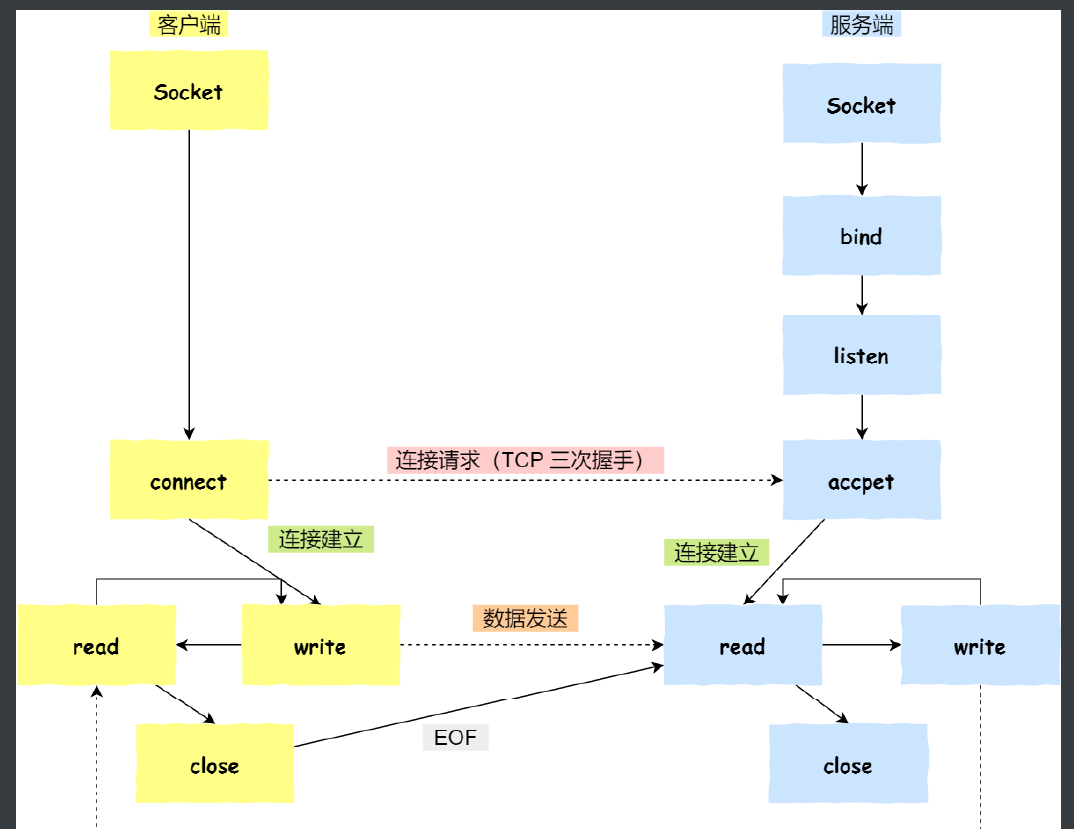 客户端
服务端
Socket
Socket
bind
listen
连接请求（TCP 三次握手）
connect
accpet
连接建立
连接建立
数据发送
read
write
read
write
EOF
close
close